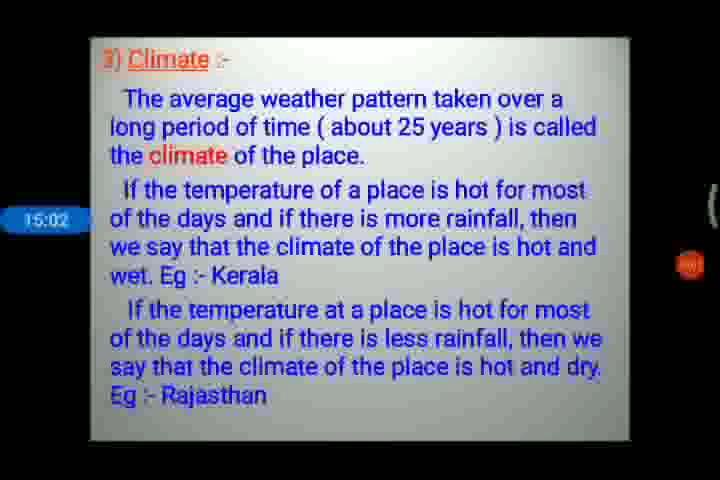 3) Climate :-
The average weather pattern taken over a
long period of time ( about 25 years ) is called
the climate of the place.
If the temperature of a place is hot for most
of the days and if there is more rainfall, then
we say that the climate of the place is hot and
wet. Eg :- Kerala
If the temperature at a place is hot for most
of the days and if there is less rainfall, then we
say that the climate of the place is hot and dry.
Eg :- Rajasthan
15:02